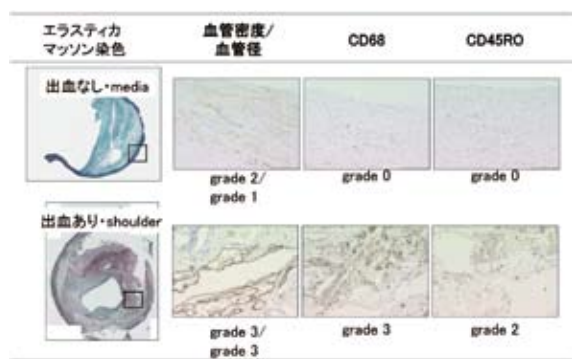 エラスティカ
マッソン染色
血管密度/
血管径
CD68
CD45RO
出血なし・media
grade 2/
grade 1
grade 0
grade 0
出血あり・shoulder
grade 3/
grade 3
grade 3
grade 2